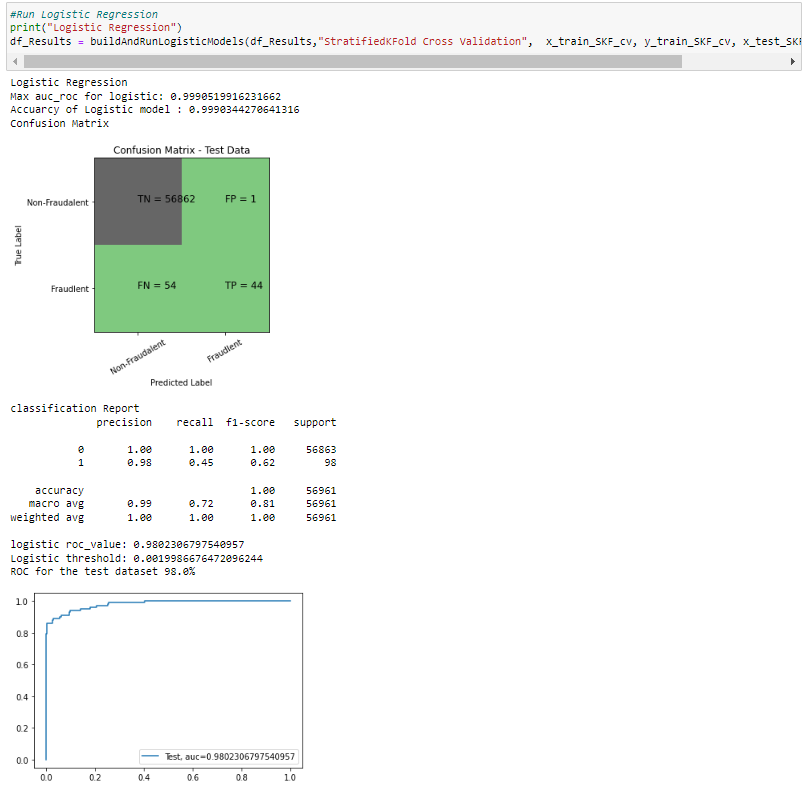 #Run Logistic Regression
print("Logistic Regression")
df_Results = buildAndRunLogisticModels(df_Results,"StratifiedKFold Cross Validation",  x_train_SKF_cv, y_train_SKF_cv, x_test_SKF
Logistic Regression
Max auc_roc for logistic: 0.9990519916231662
Accuarcy of Logistic model : 0.9990344270641316
Confusion Matrix
Confusion Matrix - Test Data
Non-Fraudalent
TN = 56862
FP = 1
True Label
Fraudlent
FN = 54
TP = 44
Non-Fraudalent
Fraudlent
Predicted Label
classification Report
precision    recall  f1-score   support
0       1.00      1.00      1.00     56863
1       0.98      0.45      0.62        98
accuracy                           1.00     56961
macro avg       0.99      0.72      0.81     56961
weighted avg       1.00      1.00      1.00     56961
logistic roc_value: 0.9802306797540957
Logistic threshold: 0.0019986676472096244
ROC for the test dataset 98.0%
1.0
0.8
0.6
0.4
0.2
0.0
Test, auc=0.9802306797540957
0.0 0.2 0.4 0.6 0.8 1.0